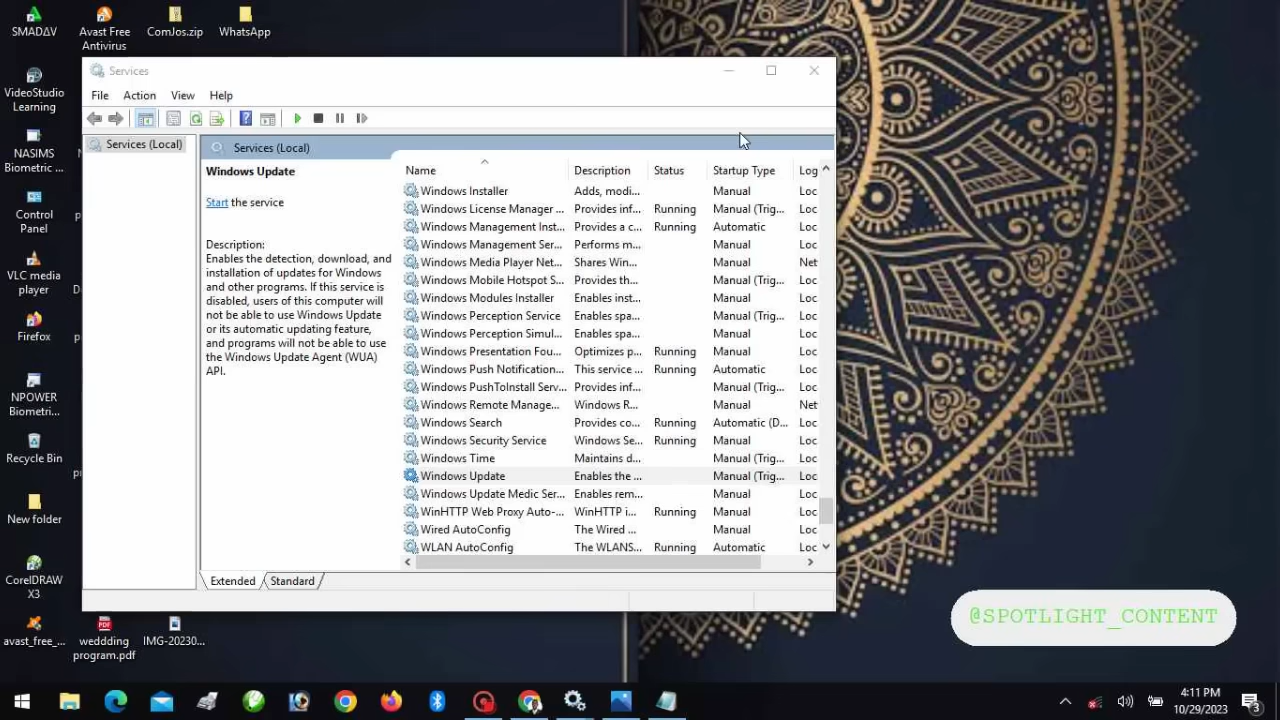 SMADΔV
Avast Free
Antivirus
ComJos.zip
WhatsApp
VideoStudio
Learning
NASIMS
Biometric ...
Control
Panel
VLC media
player
Firefox
NPOWER
Biometri...
Recycle Bin
New folder
CorelDRAW
X3
avast_free_...
weddding
program.pdf
IMG-20230...
Services
File Action View Help
Services (Local)
Services (Local)
Windows Update
Start the service
Description:
Enables the detection, download, and
installation of updates for Windows
and other programs. If this service is
disabled, users of this computer will
not be able to use Windows Update
or its automatic updating feature,
and programs will not be able to use
the Windows Update Agent (WUA)
API.
Name Description Status Startup Type Log
Windows Installer Adds, modi... Manual Loc
Windows License Manager ... Provides inf... Running Manual (Trig... Loc
Windows Management Inst... Provides a c... Running Automatic Loc
Windows Management Ser... Performs m... Manual Loc
Windows Media Player Net... Shares Win... Manual Net
Windows Mobile Hotspot S... Provides th... Manual (Trig... Loc
Windows Modules Installer Enables inst... Manual Loc
Windows Perception Service Enables spa... Manual (Trig... Loc
Windows Perception Simul... Enables spa... Manual Loc
Windows Presentation Fou... Optimizes p... Running Manual Loc
Windows Push Notification... This service ... Running Automatic Loc
Windows PushToInstall Serv... Provides inf... Manual (Trig... Loc
Windows Remote Manage... Windows R... Manual Net
Windows Search Provides co... Running Automatic (D... Loc
Windows Security Service Windows Se... Running Manual Loc
Windows Time Maintains d... Manual (Trig... Loc
Windows Update Enables the ... Manual (Trig... Loc
Windows Update Medic Ser... Enables rem... Manual Loc
WinHTTP Web Proxy Auto-... WinHTTP i... Running Manual Loc
Wired AutoConfig The Wired ... Manual Loc
WLAN AutoConfig The WLANS... Running Automatic Loc
Extended Standard
@SPOTLIGHT_CONTENT
4:11 PM
10/29/2023
3